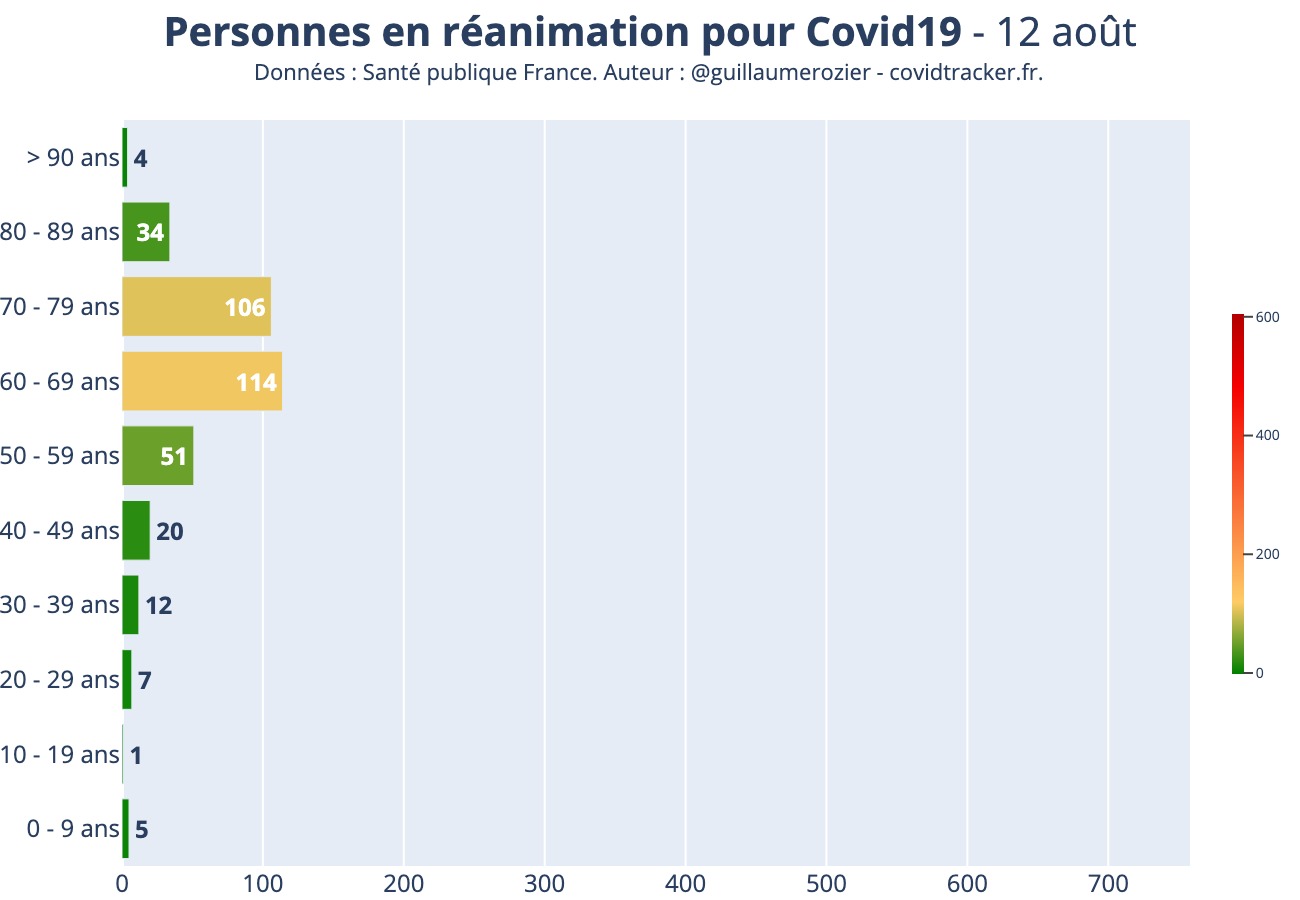 Personnes en réanimation pour Covid19 - 12 août
Données : Santé publique France. Auteur : @guillaumerozier - covidtracker.fr.
> 90 ans 4
80 - 89 ans 34
70 - 79 ans 106
60 - 69 ans 114
50 - 59 ans 51
40 - 49 ans 20
30 - 39 ans 12
20 - 29 ans 7
10 - 19 ans 1
0 - 9 ans 5
0 100 200 300 400 500 600 700
600
400
200
0